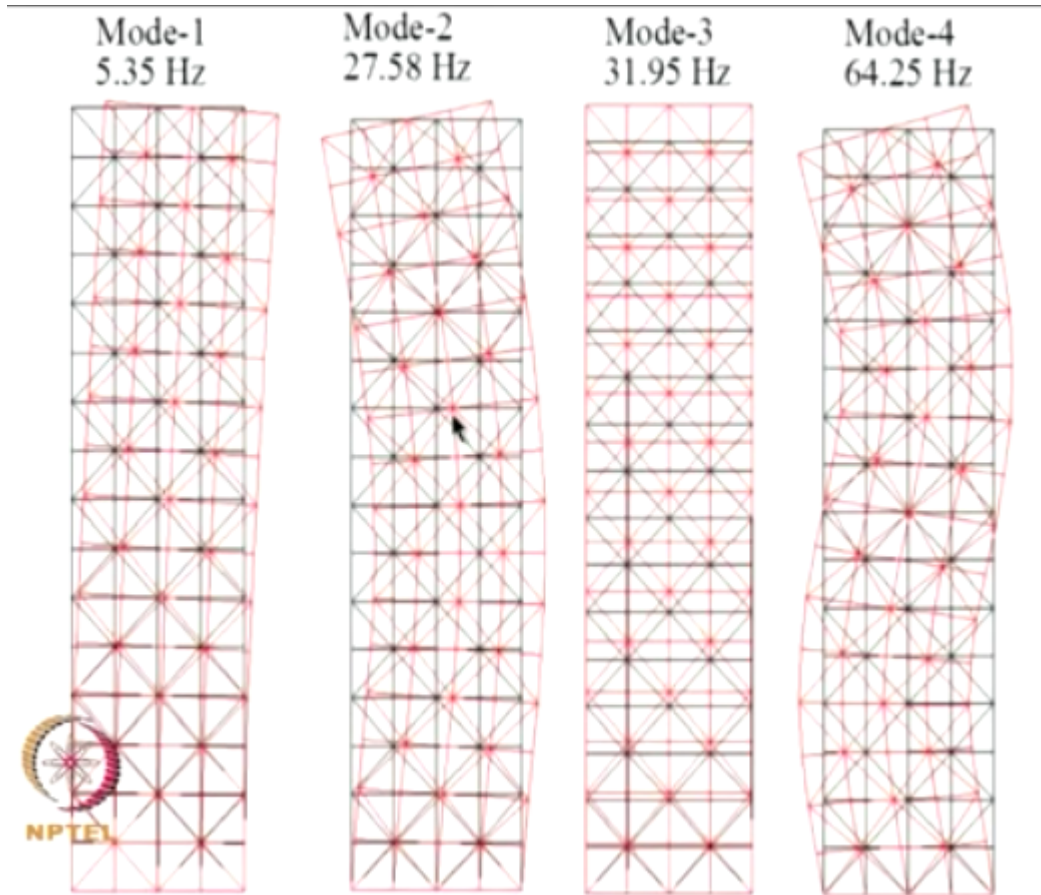 Mode-1
5.35 Hz
Mode-2
27.58 Hz
Mode-3
31.95 Hz
Mode-4
64.25 Hz
NPTEL